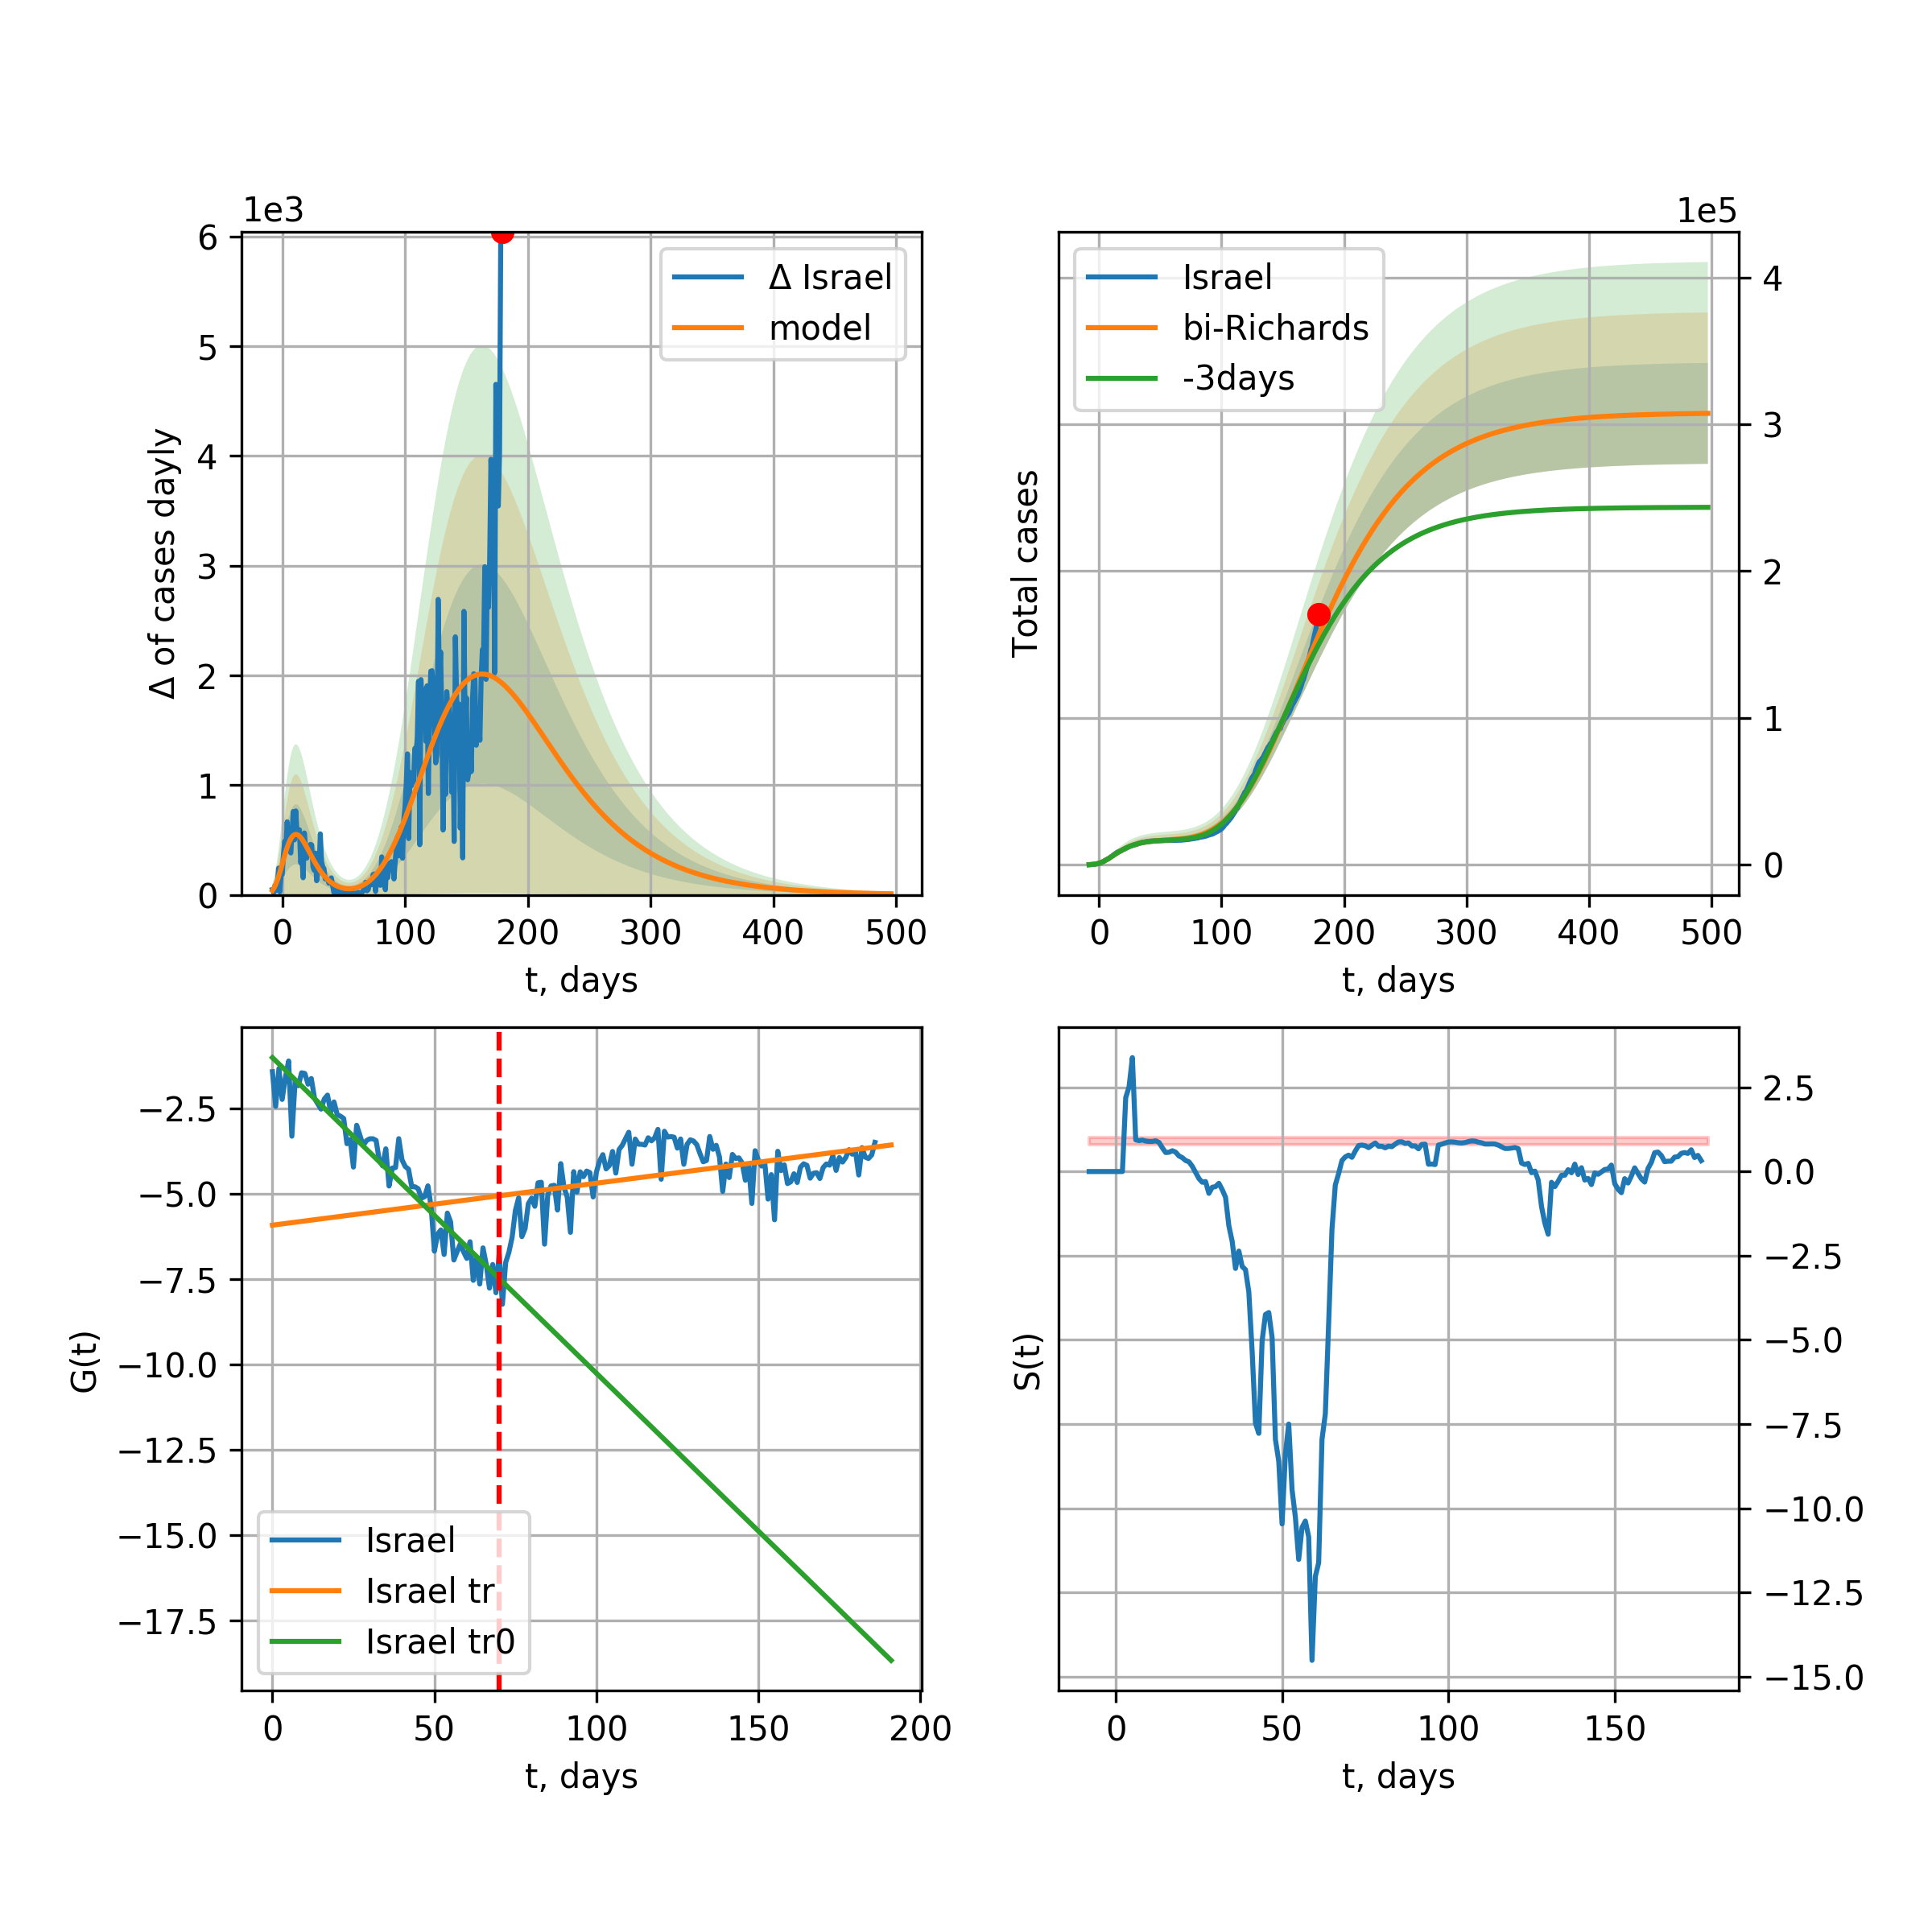 1e3
6
5
4
3
2
1
0
Δ of cases dayly
Δ Israel
model
0 100 200 300 400 500
t, days
1e5
4
3
2
1
0
Total cases
Israel
bi-Richards
-3days
0 100 200 300 400 500
t, days
−2.5
−5.0
−7.5
−10.0
−12.5
−15.0
−17.5
G(t)
Israel
Israel tr
Israel tr0
0 50 100 150 200
t, days
2.5
0.0
−2.5
−5.0
−7.5
−10.0
−12.5
−15.0
S(t)
0 50 100 150
t, days